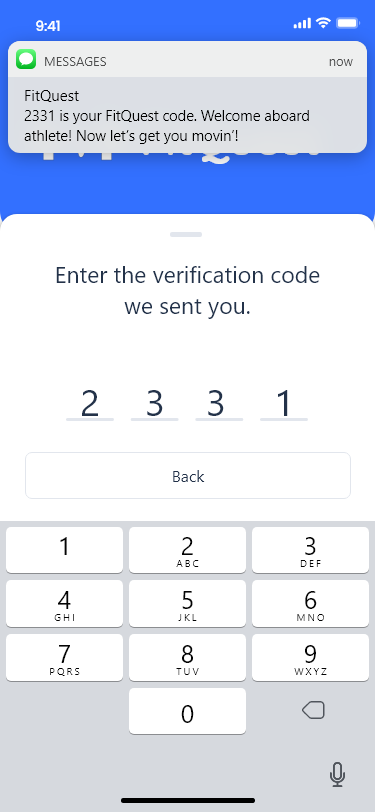 9:41
MESSAGES now
FitQuest
2331 is your FitQuest code. Welcome aboard
athlete! Now let's get you movin'!
FitQuest
Enter the verification code
we sent you.
2 3 3 1
Back
1 2 3
ABC DEF
4 5 6
GHI JKL MNO
7 8 9
PQRS TUV WXYZ
0